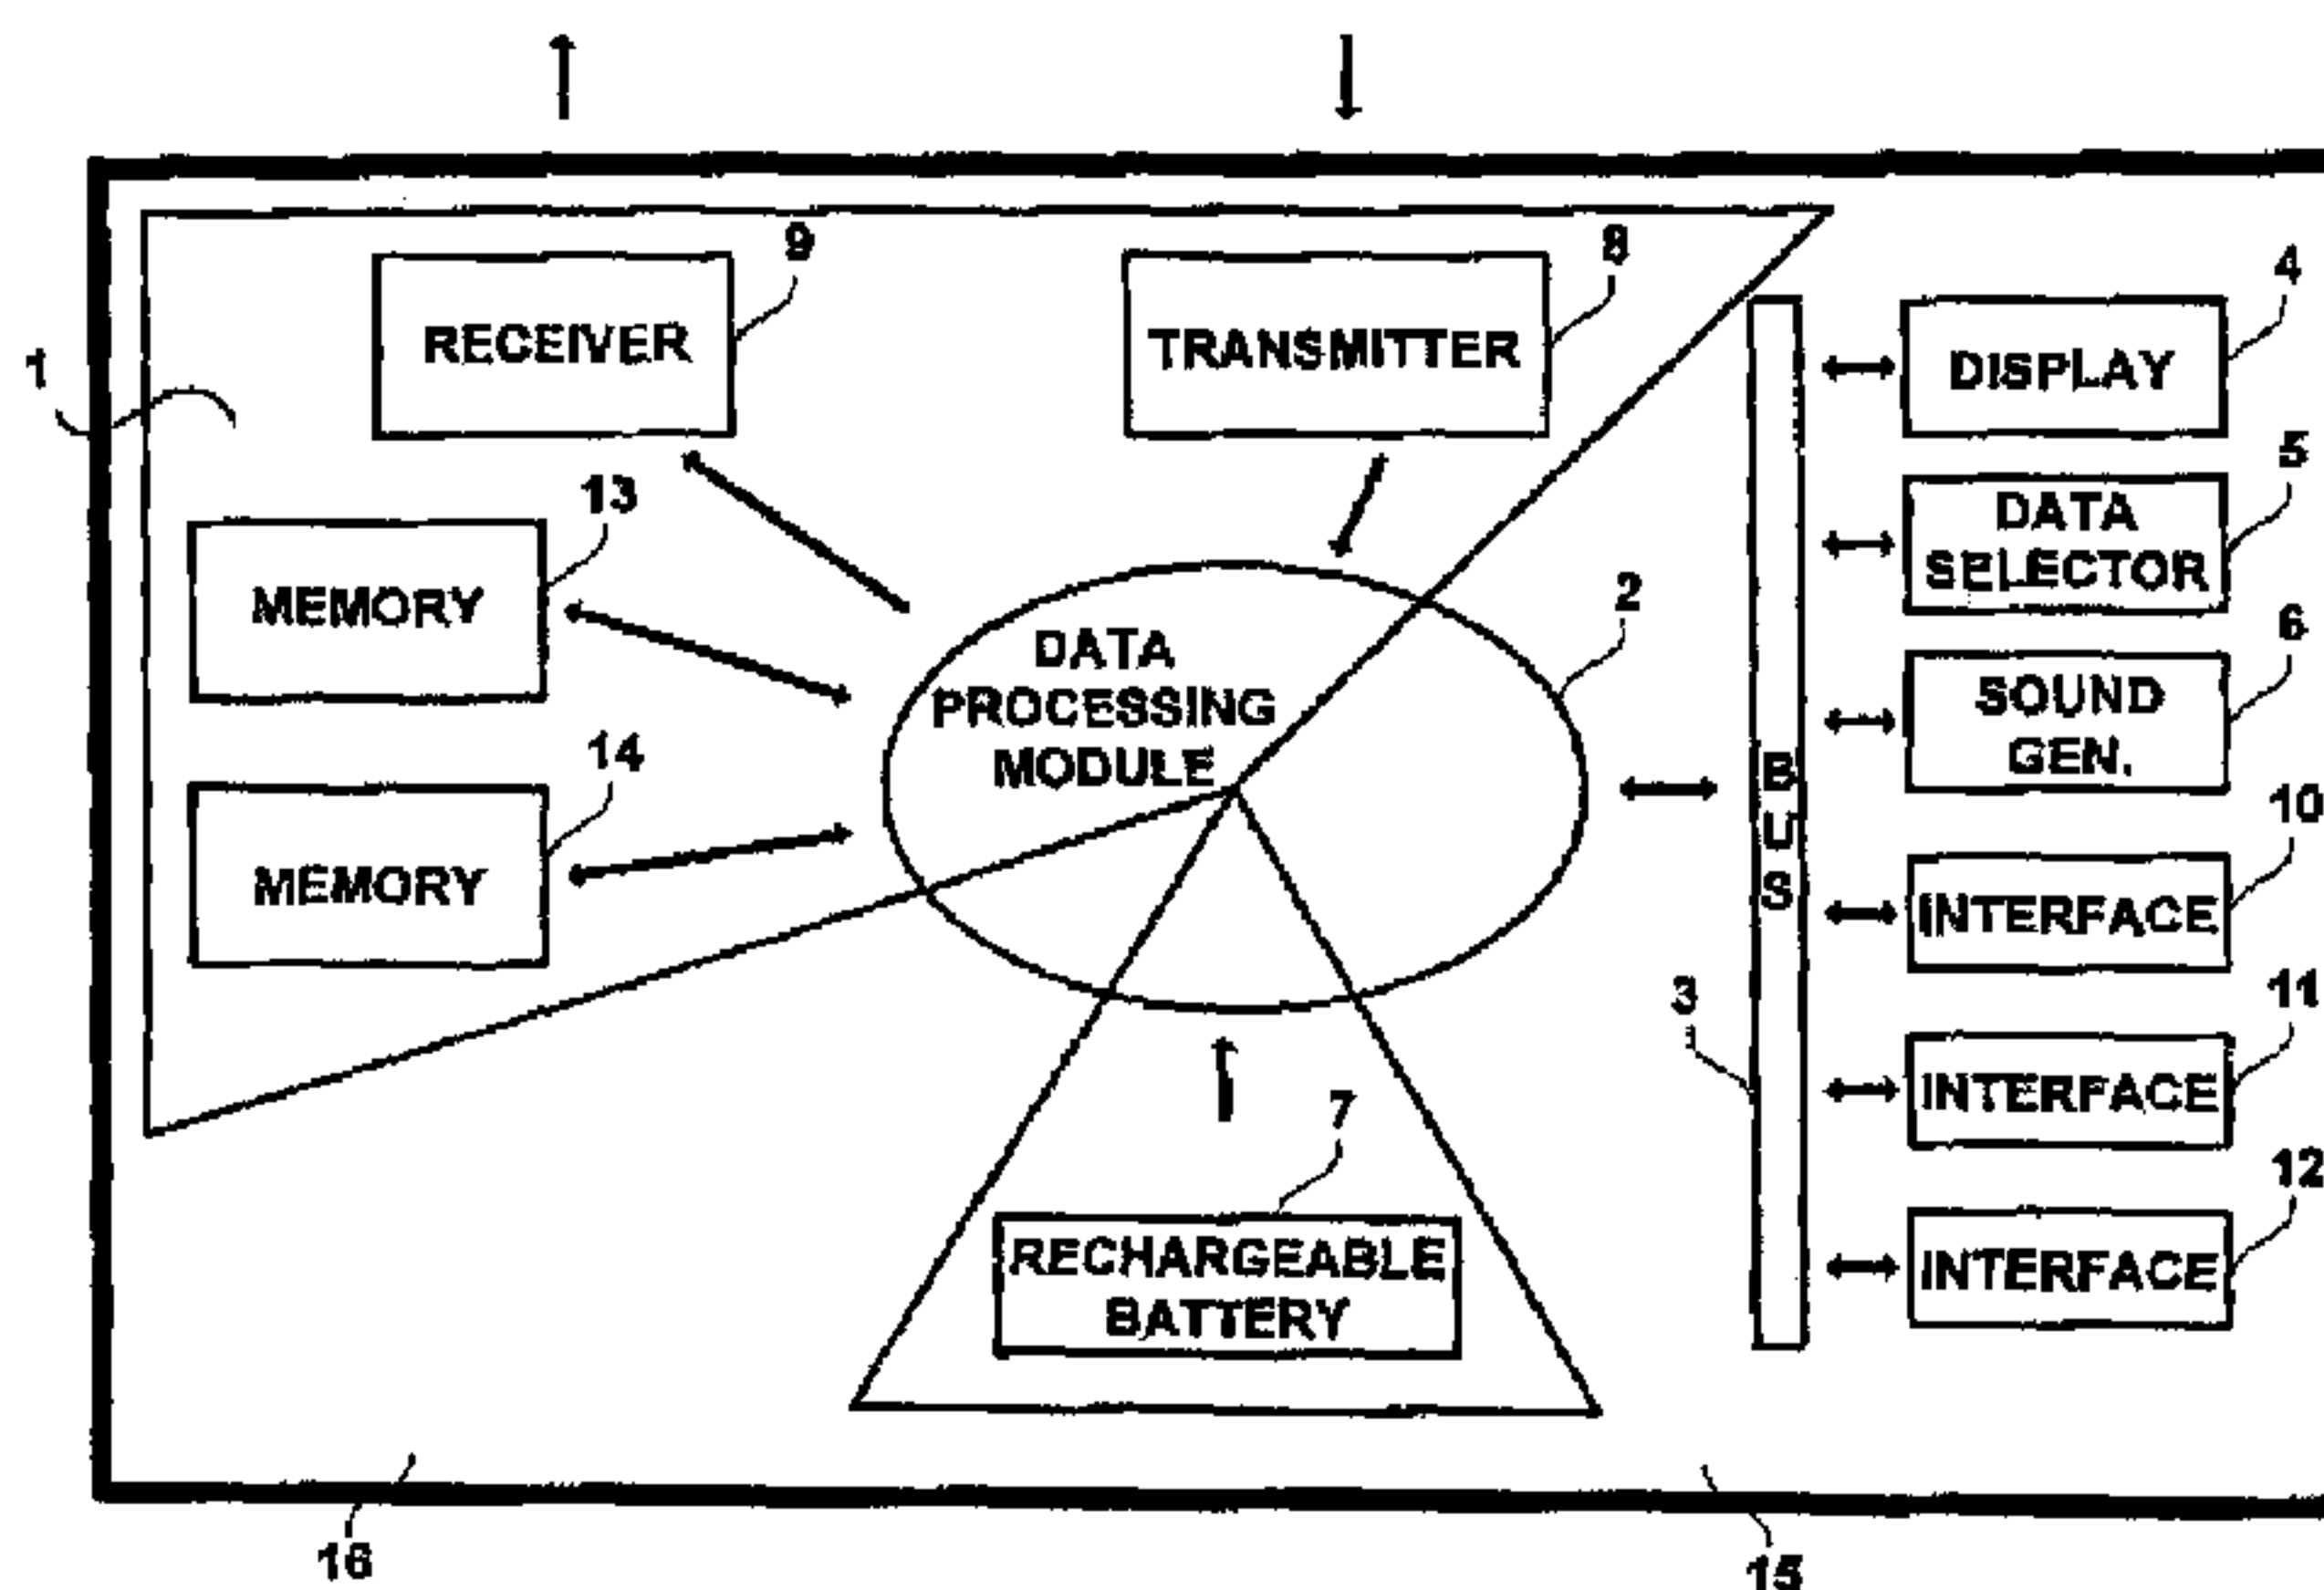 9
8
4
RECEIVER
TRANSMITTER
DISPLAY
1
5
13
DATA
SELECTOR
MEMORY
2
6
DATA
PROCESSING
MODULE
SOUND
GEN.
14
BUS
10
MEMORY
INTERFACE
3
11
7
INTERFACE
12
RECHARGEABLE
BATTERY
INTERFACE
16
15